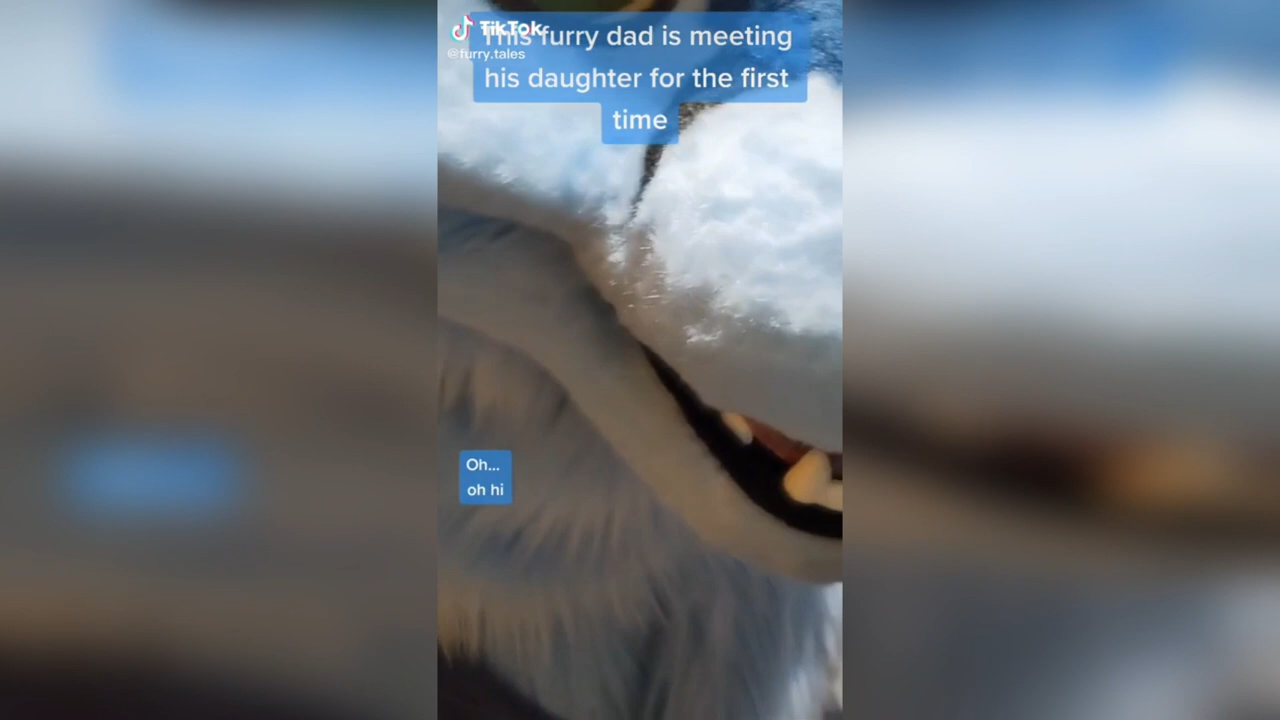 TikTok
@furry.tales
This furry dad is meeting
his daughter for the first
time
Oh...
oh hi